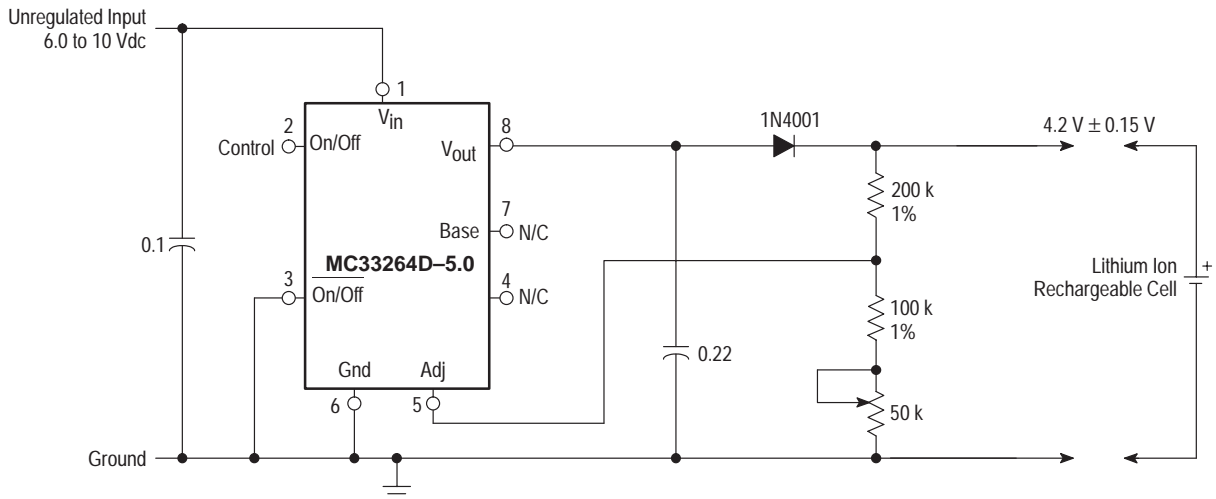 Unregulated Input
6.0 to 10 Vdc
1
Vin
2
Control
On/Off
8
Vout
1N4001
4.2 V ± 0.15 V
200 k
1%
7
Base
N/C
0.1
MC33264D–5.0
3
On/Off
4
N/C
Lithium Ion
Rechargeable Cell
+
100 k
1%
0.22
Gnd
Adj
6
5
50 k
Ground